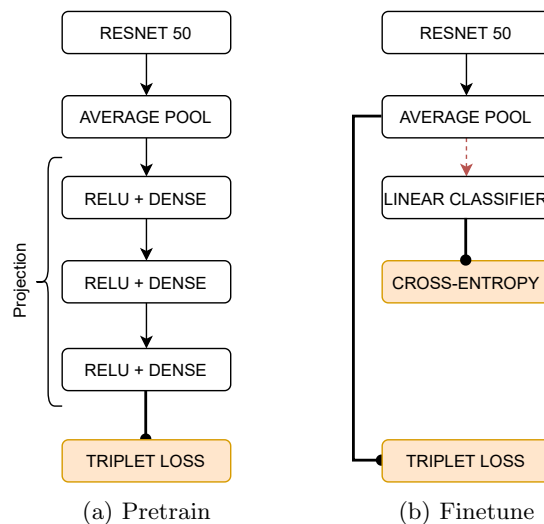 RESNET 50
AVERAGE POOL
RELU + DENSE
RELU + DENSE
RELU + DENSE
Projection
TRIPLET LOSS
(a) Pretrain
RESNET 50
AVERAGE POOL
LINEAR CLASSIFIER
CROSS-ENTROPY
TRIPLET LOSS
(b) Finetune